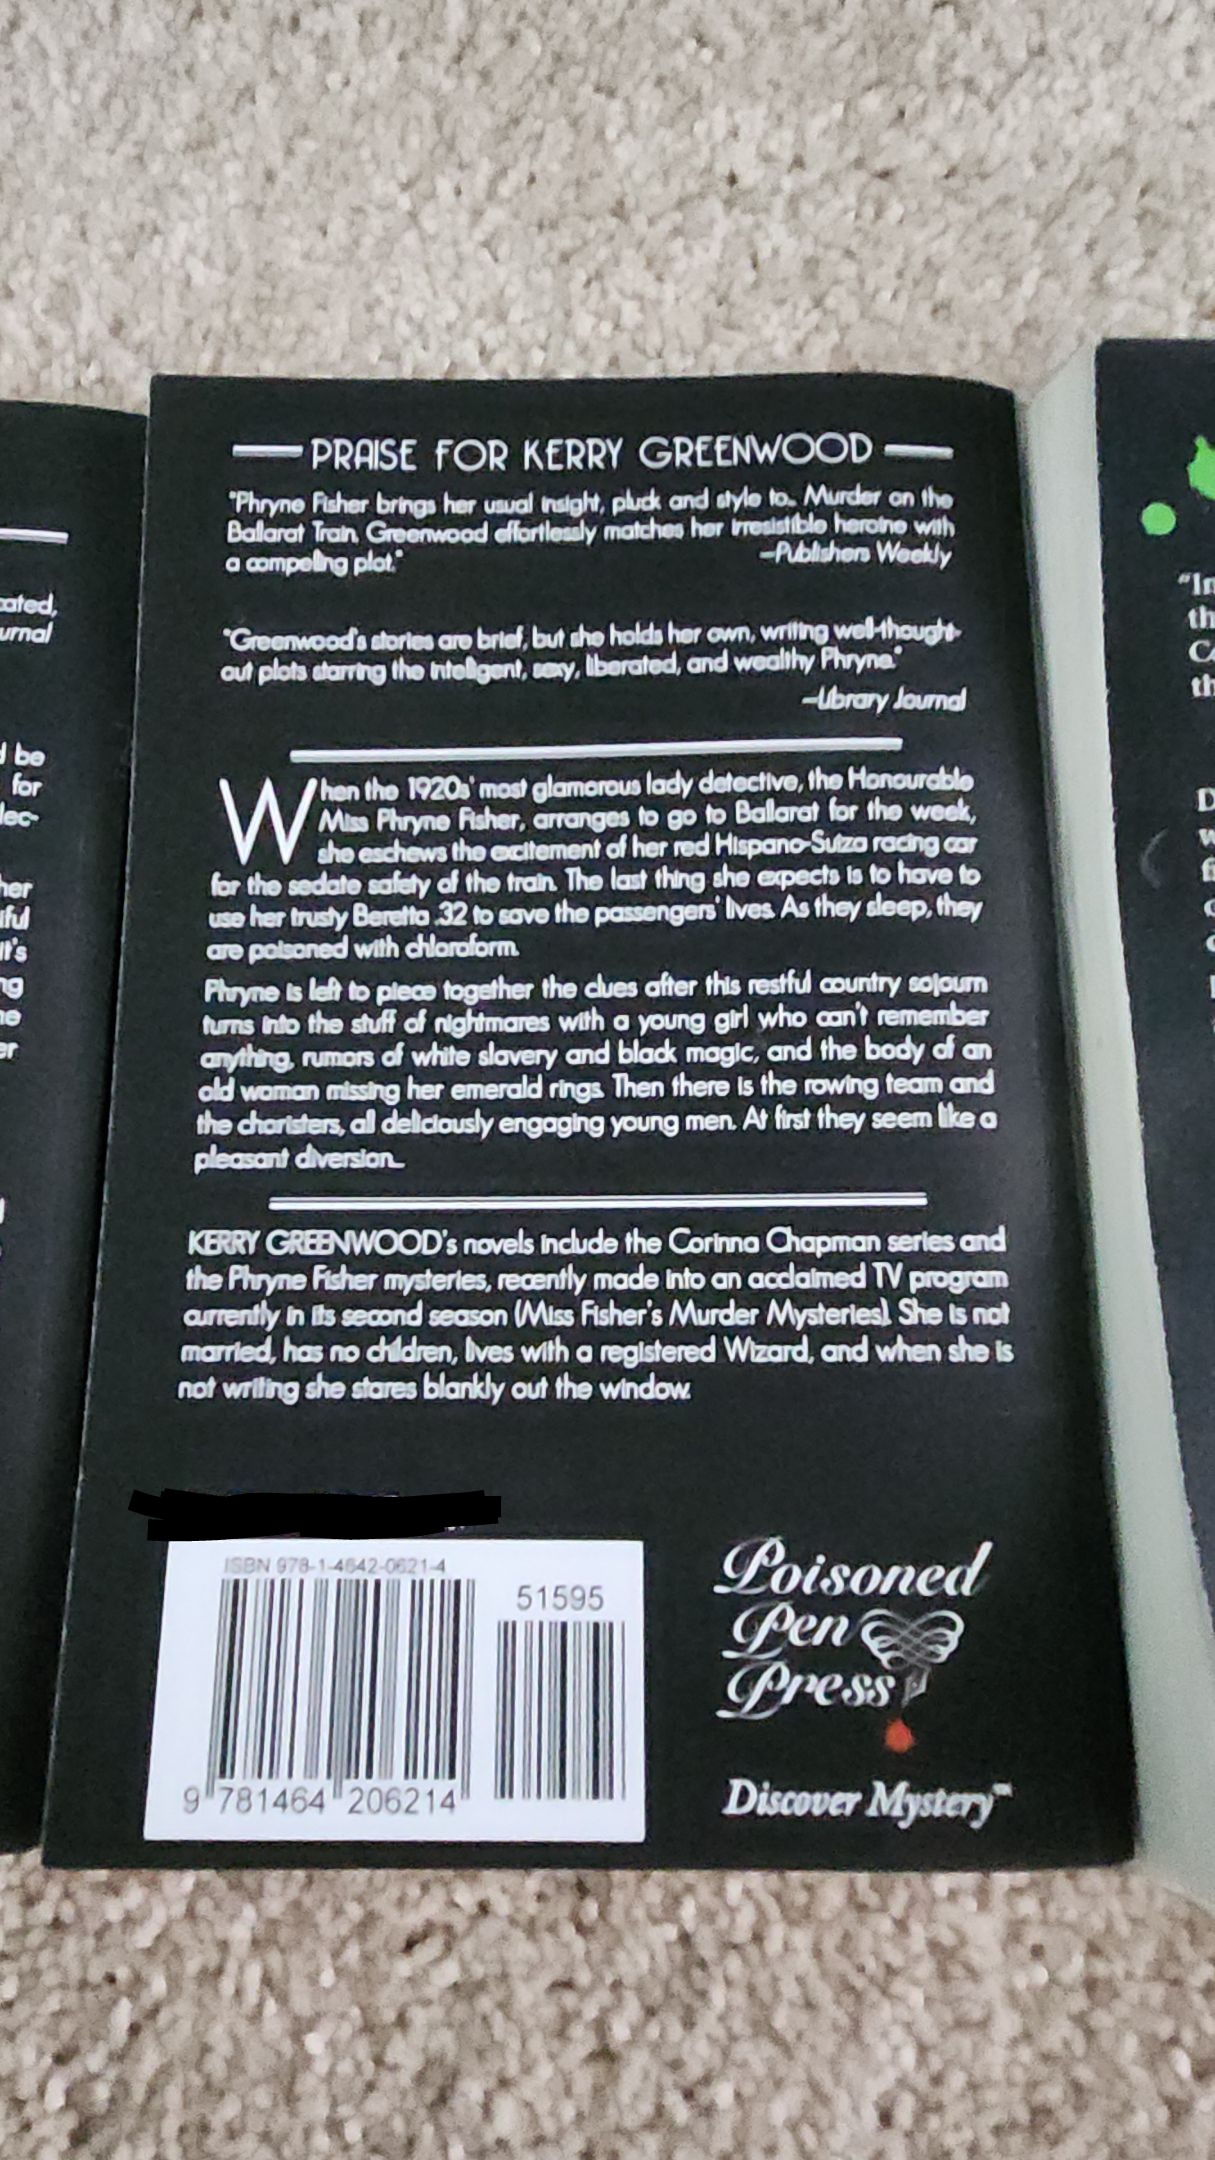 PRAISE FOR KERRY GREENWOOD
"Phryne Fisher brings her usual insight, pluck and style to... Murder on the
Ballarat Train. Greenwood effortlessly matches her irresistible heroine with
a compelling plot."
—Publishers Weekly
"Greenwood's stories are brief, but she holds her own, writing well-thought-
out plots starring the intelligent, sexy, liberated, and wealthy Phryne."
—Library Journal
When the 1920s' most glamorous lady detective, the Honourable
Miss Phryne Fisher, arranges to go to Ballarat for the week,
she eschews the excitement of her red Hispano-Suiza racing car
for the sedate safety of the train. The last thing she expects is to have to
use her trusty Beretta .32 to save the passengers' lives. As they sleep, they
are poisoned with chloroform.
Phryne is left to piece together the clues after this restful country sojourn
turns into the stuff of nightmares with a young girl who can't remember
anything, rumors of white slavery and black magic, and the body of an
old woman missing her emerald rings. Then there is the rowing team and
the choristers, all deliciously engaging young men. At first they seem like a
pleasant diversion...
KERRY GREENWOOD's novels include the Corinna Chapman series and
the Phryne Fisher mysteries, recently made into an acclaimed TV program
currently in its second season (Miss Fisher's Murder Mysteries). She is not
married, has no children, lives with a registered Wizard, and when she is
not writing she stares blankly out the window.
ISBN 978-1-4642-0621-4
51595
9 781464 206214
Poisoned
Pen
Press
Discover Mystery™
urnal
d be
for
lec-
her
iful
It's
ng
er
"In
th